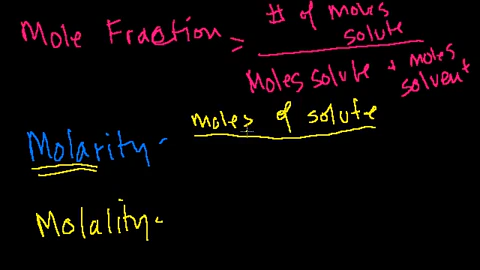 Mole Fraction = # of moles solute
Moles solute + moles solvent
moles of solute
Molarity -
Molality -